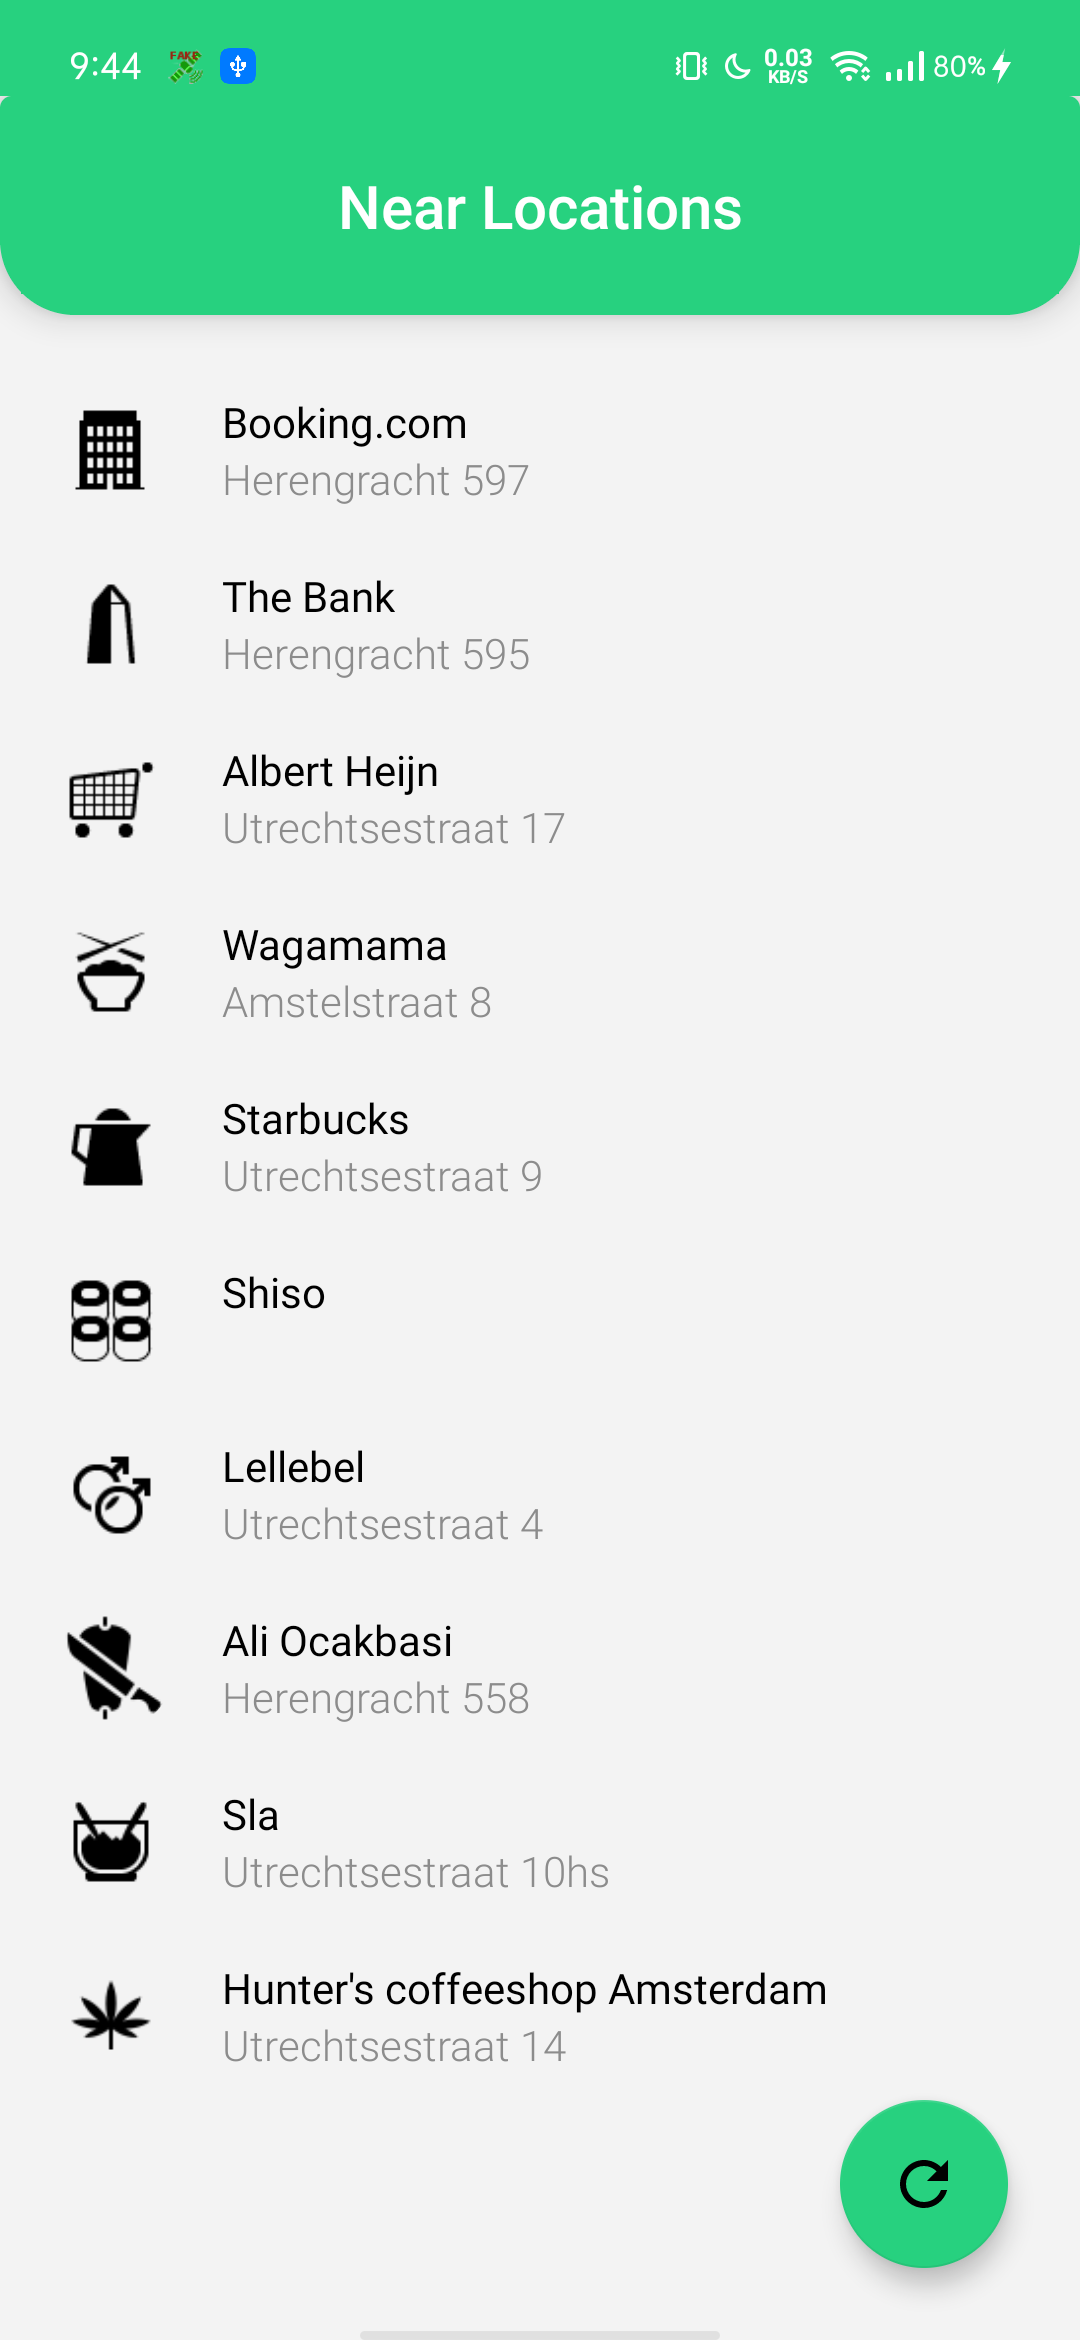 9:44 FAKE 0.03 KB/S 80%
Near Locations
Booking.com
Herengracht 597
The Bank
Herengracht 595
Albert Heijn
Utrechtsestraat 17
Wagamama
Amstelstraat 8
Starbucks
Utrechtsestraat 9
Shiso
Lellebel
Utrechtsestraat 4
Ali Ocakbasi
Herengracht 558
Sla
Utrechtsestraat 10hs
Hunter's coffeeshop Amsterdam
Utrechtsestraat 14